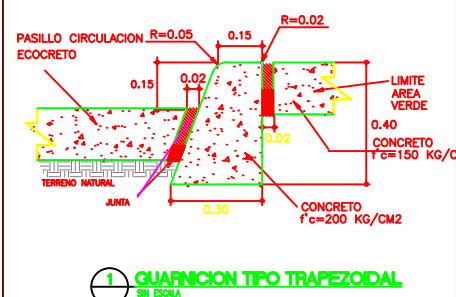 R=0.02
PASILLO CIRCULACION
ECOCRETO
R=0.05
0.15
0.15
0.02
LIMITE
AREA
VERDE
0.40
0.02
CONCRETO
f'c=150 KG/C
TERRENO NATURAL
JUNTA
0.30
CONCRETO
f'c=200 KG/CM2
1
GUARNICION TIPO TRAPEZOIDAL
SIN ESCALA